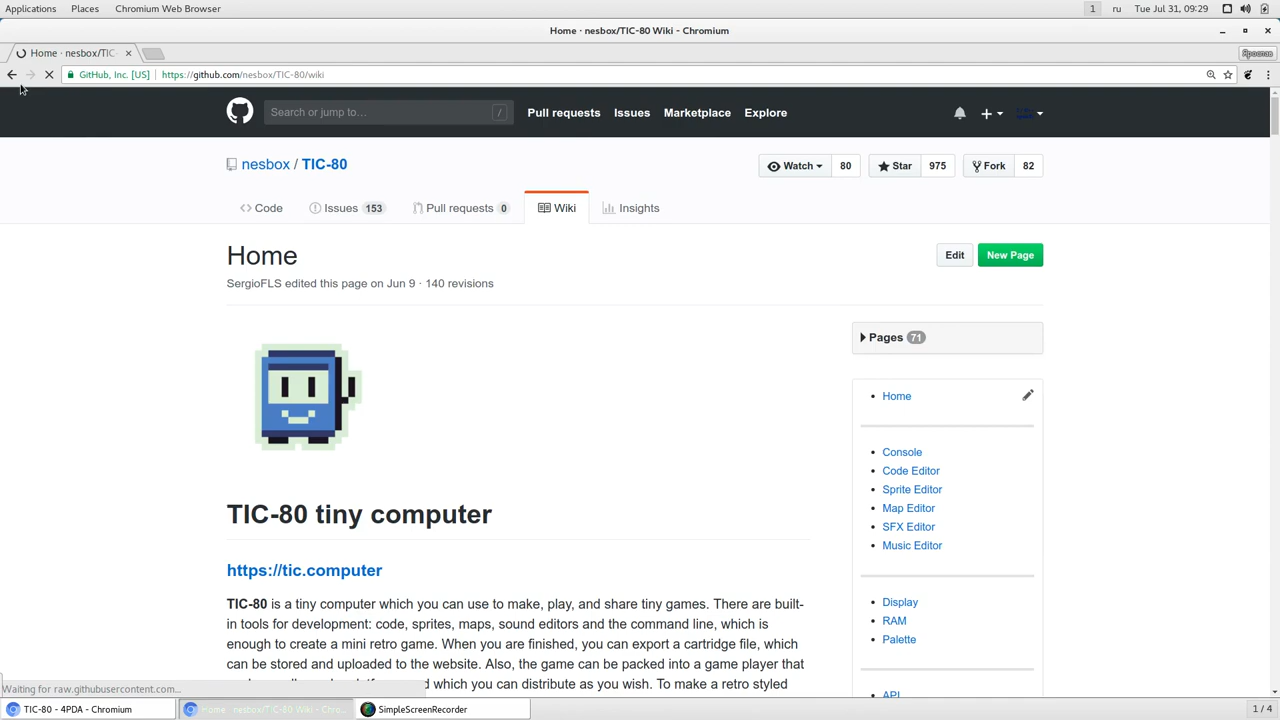 Applications Places Chromium Web Browser 1 ru Tue Jul 31, 09:29
Home · nesbox/TIC-80 Wiki - Chromium
Home · nesbox/TIC Ярослав
GitHub, Inc. [US] https://github.com/nesbox/TIC-80/wiki
Search or jump to… / Pull requests Issues Marketplace Explore
nesbox / TIC-80 Watch 80 Star 975 Fork 82
Code Issues 153 Pull requests 0 Wiki Insights
Home Edit New Page
SergioFLS edited this page on Jun 9 · 140 revisions
Pages 71
Home
Console
Code Editor
Sprite Editor
Map Editor
SFX Editor
Music Editor
Display
RAM
Palette
API
TIC-80 tiny computer
https://tic.computer
TIC-80 is a tiny computer which you can use to make, play, and share tiny games. There are built-
in tools for development: code, sprites, maps, sound editors and the command line, which is
enough to create a mini retro game. When you are finished, you can export a cartridge file, which
can be stored and uploaded to the website. Also, the game can be packed into a game player that
which you can distribute as you wish. To make a retro styled
Waiting for raw.githubusercontent.com...
TIC-80 - 4PDA - Chromium Home · nesbox/TIC-80 Wiki - Chro... SimpleScreenRecorder 1 / 4